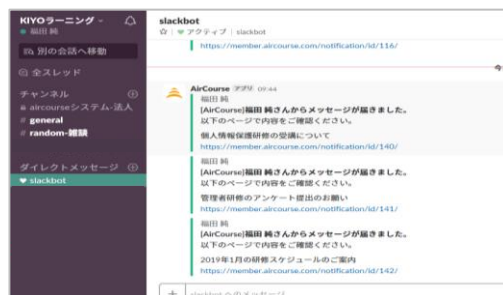 KIYOラーニング
福田 純
別の会話へ移動
全スレッド
チャンネル
aircourseシステム-法人
# general
# random-雑談
ダイレクトメッセージ
slackbot
slackbot
アクティブ | slackbot
https://member.aircourse.com/notification/id/116/
今
AirCourse アプリ 09:44
福田 純
[AirCourse]福田 純さんからメッセージが届きました。
以下のページで内容をご確認ください。
個人情報保護研修の受講について
https://member.aircourse.com/notification/id/140/
福田 純
[AirCourse]福田 純さんからメッセージが届きました。
以下のページで内容をご確認ください。
管理者研修のアンケート提出のお願い
https://member.aircourse.com/notification/id/141/
福田 純
[AirCourse]福田 純さんからメッセージが届きました。
以下のページで内容をご確認ください。
2019年1月の研修スケジュールのご案内
https://member.aircourse.com/notification/id/142/
slackbot へのメッセージ